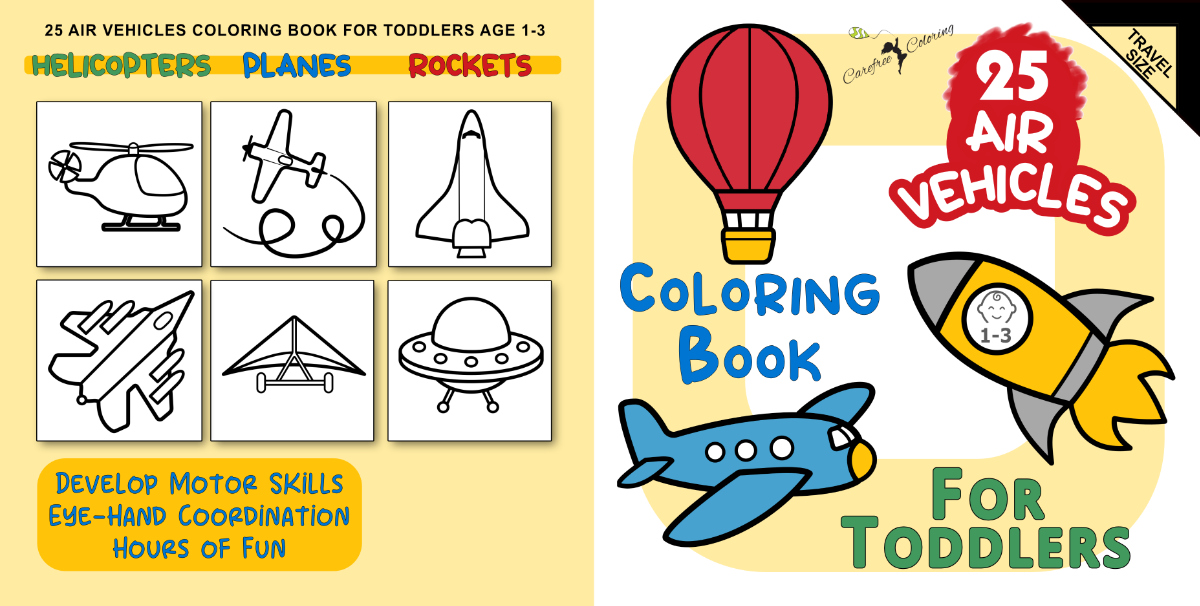 25 AIR VEHICLES COLORING BOOK FOR TODDLERS AGE 1-3
HELICOPTERS PLANES ROCKETS
DEVELOP MOTOR SKILLS
EYE-HAND COORDINATION
HOURS OF FUN
Carefree Coloring
TRAVEL
SIZE
25
AIR
VEHICLES
COLORING
BOOK
1-3
FOR
TODDLERS